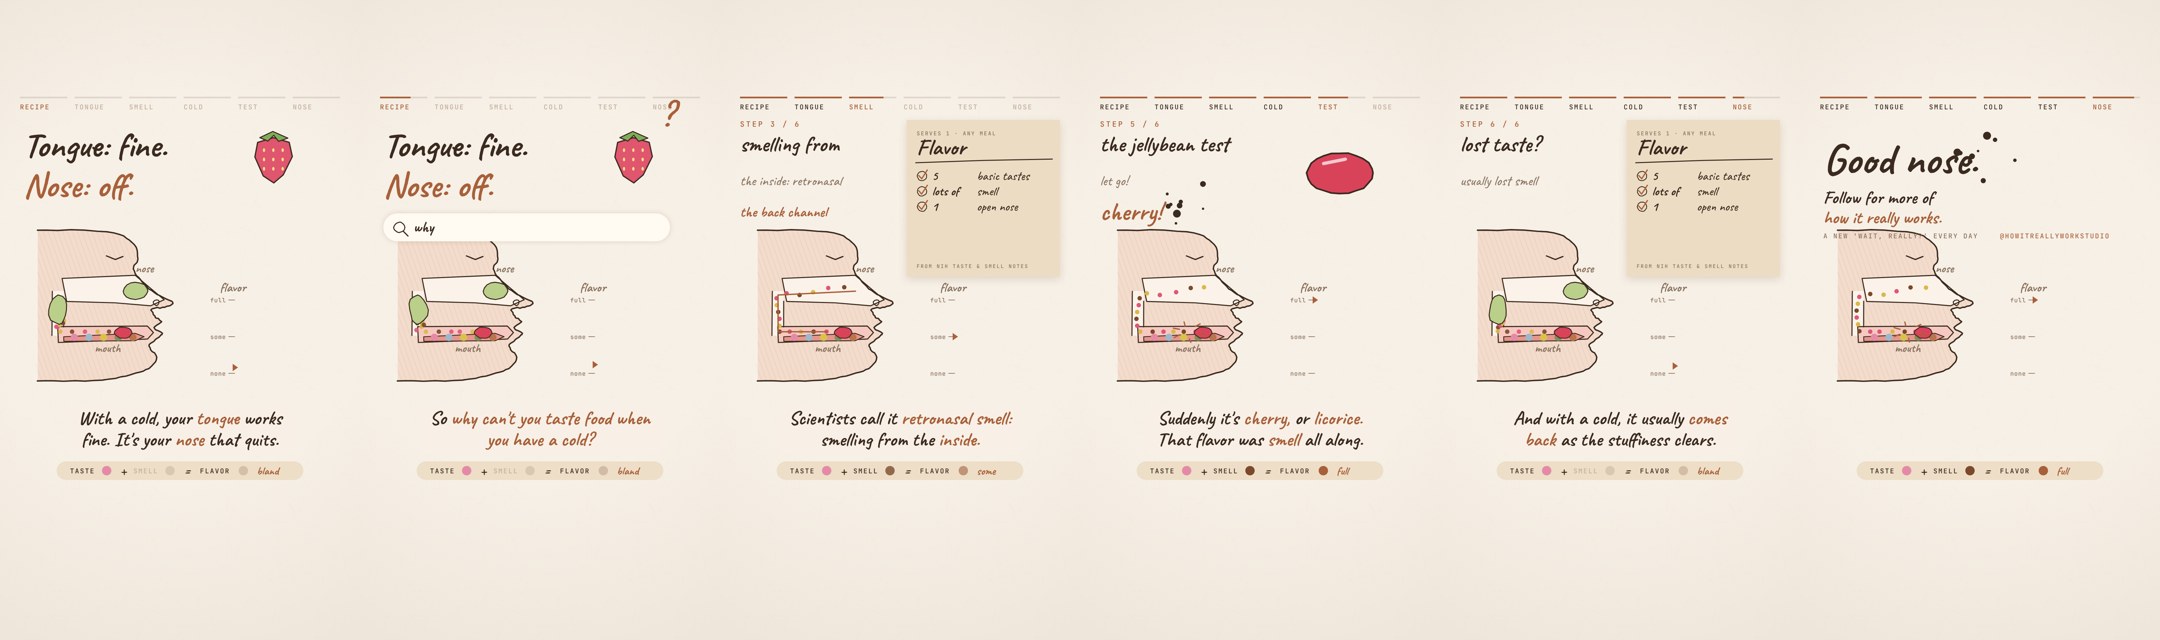 RECIPE TONGUE SMELL COLD TEST NOSE
Tongue: fine.
Nose: off.
nose
flavor
full
some
none
mouth
With a cold, your tongue works
fine. It's your nose that quits.
TASTE + SMELL = FLAVOR bland
RECIPE TONGUE SMELL COLD TEST NOSE
?
Tongue: fine.
Nose: off.
why
nose
flavor
full
some
none
mouth
So why can't you taste food when
you have a cold?
TASTE + SMELL = FLAVOR bland
RECIPE TONGUE SMELL COLD TEST NOSE
STEP 3 / 6
smelling from
the inside: retronasal
the back channel
SERVES 1 - ANY MEAL
Flavor
5 basic tastes
lots of smell
1 open nose
FROM NIH TASTE & SMELL NOTES
nose
flavor
full
some
none
mouth
Scientists call it retronasal smell:
smelling from the inside.
TASTE + SMELL = FLAVOR some
RECIPE TONGUE SMELL COLD TEST NOSE
STEP 5 / 6
the jellybean test
let go!
cherry!
nose
flavor
full
some
none
mouth
Suddenly it's cherry, or licorice.
That flavor was smell all along.
TASTE + SMELL = FLAVOR full
RECIPE TONGUE SMELL COLD TEST NOSE
STEP 6 / 6
lost taste?
usually lost smell
SERVES 1 - ANY MEAL
Flavor
5 basic tastes
lots of smell
1 open nose
FROM NIH TASTE & SMELL NOTES
nose
flavor
full
some
none
mouth
And with a cold, it usually comes
back as the stuffiness clears.
TASTE + SMELL = FLAVOR bland
RECIPE TONGUE SMELL COLD TEST NOSE
Good nose.
Follow for more of
how it really works.
A NEW 'WAIT, REALLY?' EVERY DAY @HOWITREALLYWORKSTUDIO
nose
flavor
full
some
none
mouth
TASTE + SMELL = FLAVOR full